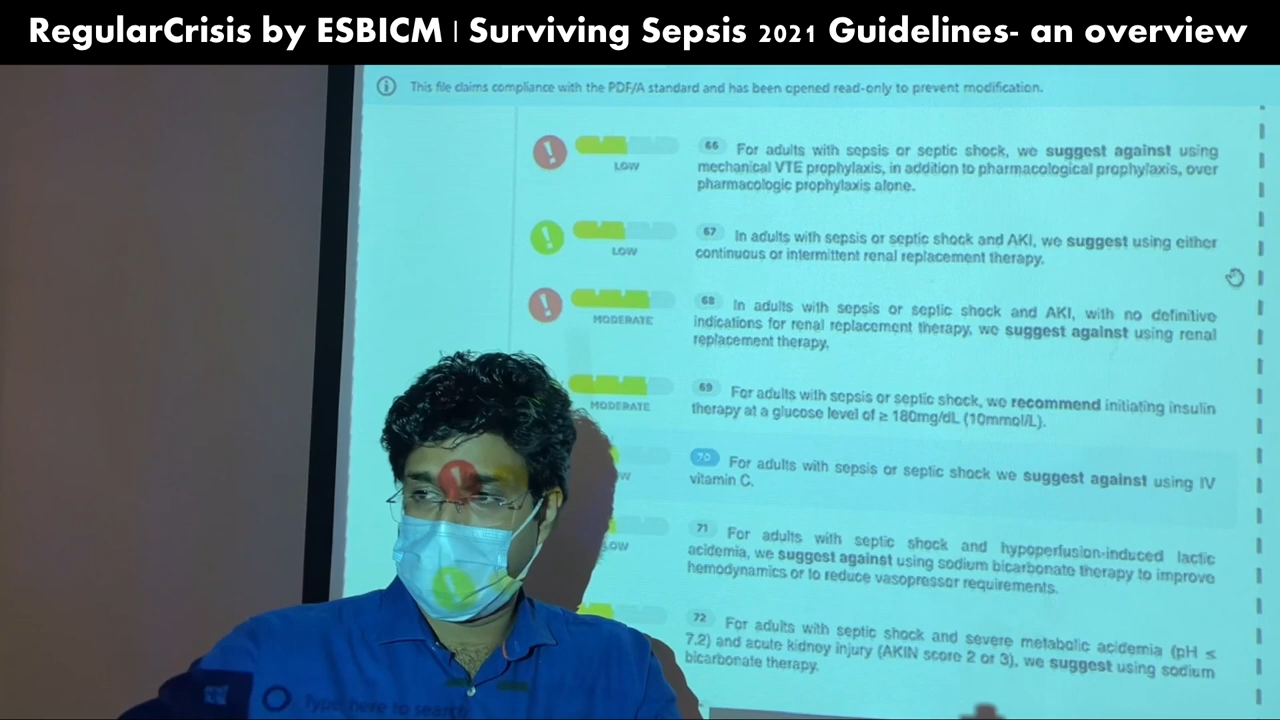 RegularCrisis by ESBICM | Surviving Sepsis 2021 Guidelines- an overview
This file claims compliance with the PDF/A standard and has been opened read-only to prevent modification.
LOW
66 For adults with sepsis or septic shock, we suggest against using
mechanical VTE prophylaxis, in addition to pharmacological prophylaxis, over
pharmacologic prophylaxis alone.
LOW
67 In adults with sepsis or septic shock and AKI, we suggest using either
continuous or intermittent renal replacement therapy.
MODERATE
68 In adults with sepsis or septic shock and AKI, with no definitive
indications for renal replacement therapy, we suggest against using renal
replacement therapy.
MODERATE
69 For adults with sepsis or septic shock, we recommend initiating insulin
therapy at a glucose level of ≥ 180mg/dL (10mmol/L).
70 For adults with sepsis or septic shock we suggest against using IV
vitamin C.
LOW
71 For adults with septic shock and hypoperfusion-induced lactic
acidemia, we suggest against using sodium bicarbonate therapy to improve
hemodynamics or to reduce vasopressor requirements.
72 For adults with septic shock and severe metabolic acidemia (pH ≤
7.2) and acute kidney injury (AKIN score 2 or 3), we suggest using sodium
bicarbonate therapy.
Type here to search